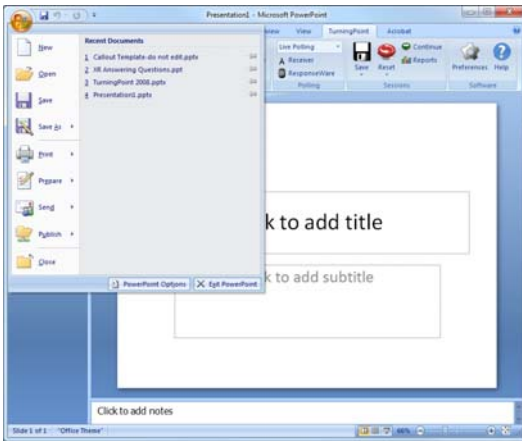 Presentation1 - Microsoft PowerPoint
View
TurningPoint
Acrobat
New
Open
Save
Save As
Print
Prepare
Send
Publish
Close
Recent Documents
1 Callout Template-do not edit.pptx
2 XR Answering Questions.ppt
3 TurningPoint 2008.pptx
4 Presentation1.pptx
PowerPoint Options
Exit PowerPoint
Live Polling
Receiver
ResponseWare
Polling
Save
Reset
Continue
Reports
Sessions
Preferences
Help
Software
k to add title
k to add subtitle
Click to add notes
Slide 1 of 1
"Office Theme"
66%